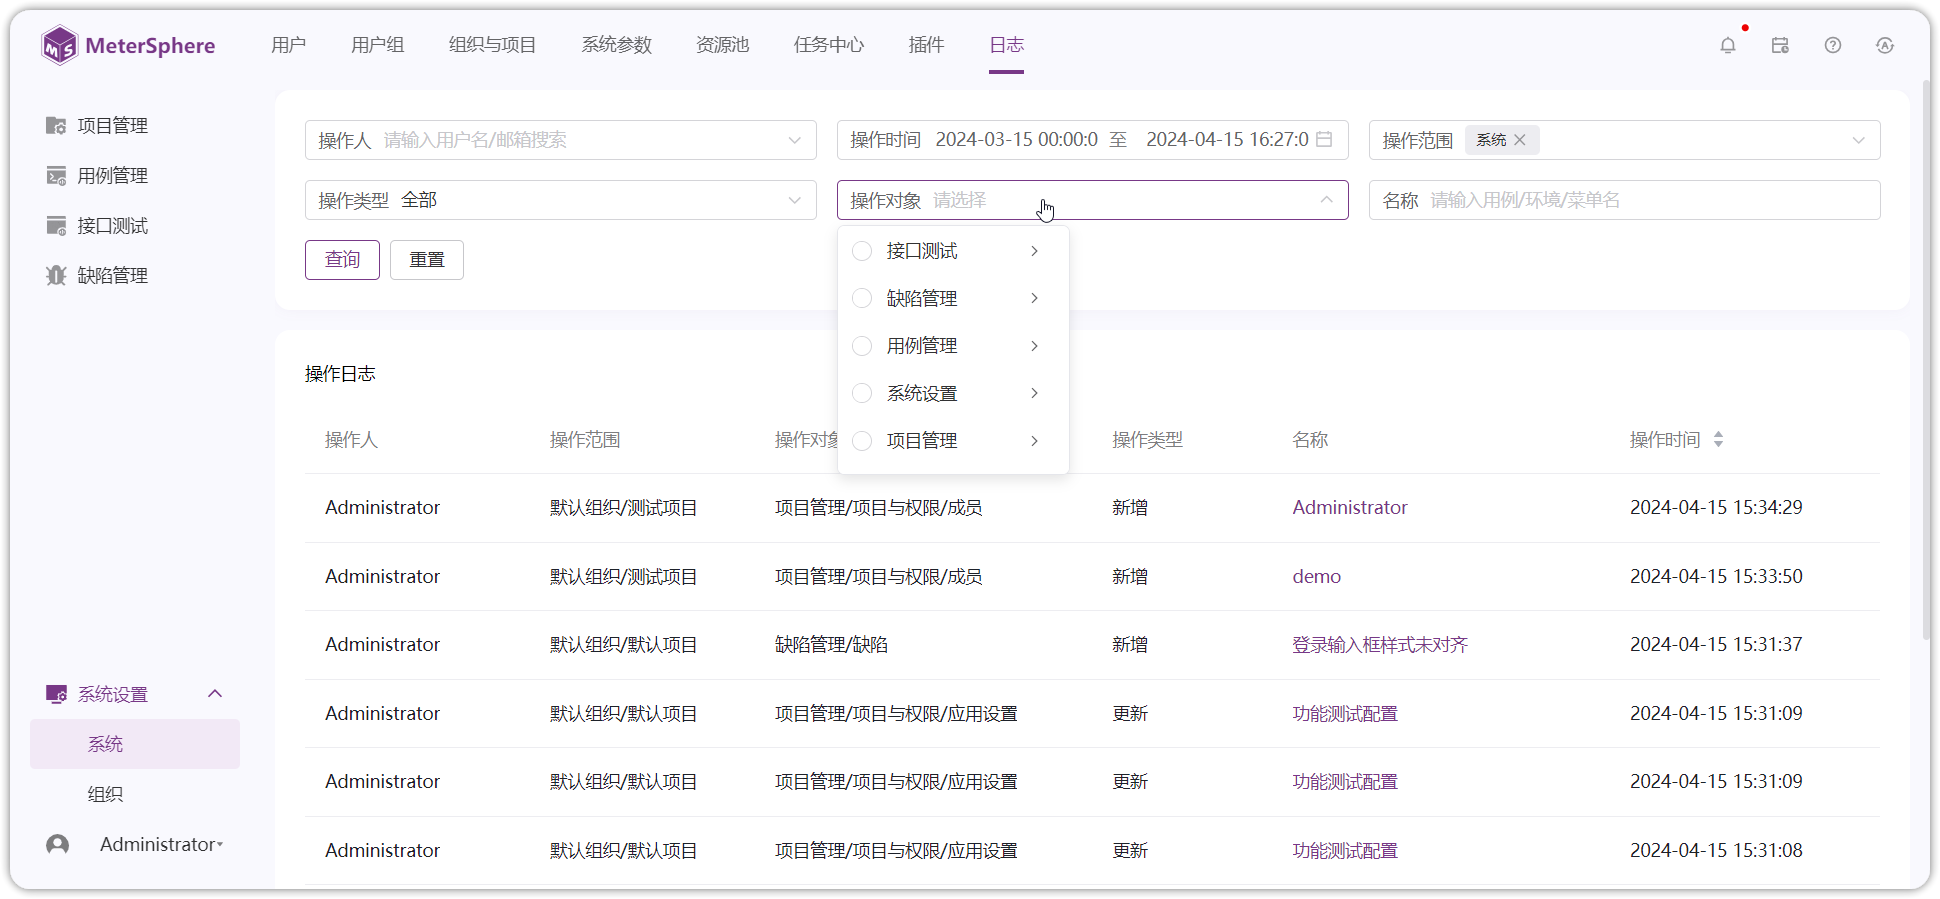 MeterSphere 用户 用户组 组织与项目 系统参数 资源池 任务中心 插件 日志
项目管理
用例管理
接口测试
缺陷管理
操作人 请输入用户名/邮箱搜索 操作时间 2024-03-15 00:00:0 至 2024-04-15 16:27:0 操作范围 系统
操作类型 全部 操作对象 请选择 名称 请输入用例/环境/菜单名
查询 重置
接口测试
缺陷管理
用例管理
系统设置
项目管理
操作日志
操作人 操作范围 操作对象 操作类型 名称 操作时间
Administrator 默认组织/测试项目 项目管理/项目与权限/成员 新增 Administrator 2024-04-15 15:34:29
Administrator 默认组织/测试项目 项目管理/项目与权限/成员 新增 demo 2024-04-15 15:33:50
Administrator 默认组织/默认项目 缺陷管理/缺陷 新增 登录输入框样式未对齐 2024-04-15 15:31:37
Administrator 默认组织/默认项目 项目管理/项目与权限/应用设置 更新 功能测试配置 2024-04-15 15:31:09
Administrator 默认组织/默认项目 项目管理/项目与权限/应用设置 更新 功能测试配置 2024-04-15 15:31:09
Administrator 默认组织/默认项目 项目管理/项目与权限/应用设置 更新 功能测试配置 2024-04-15 15:31:08
系统设置
系统
组织
Administrator